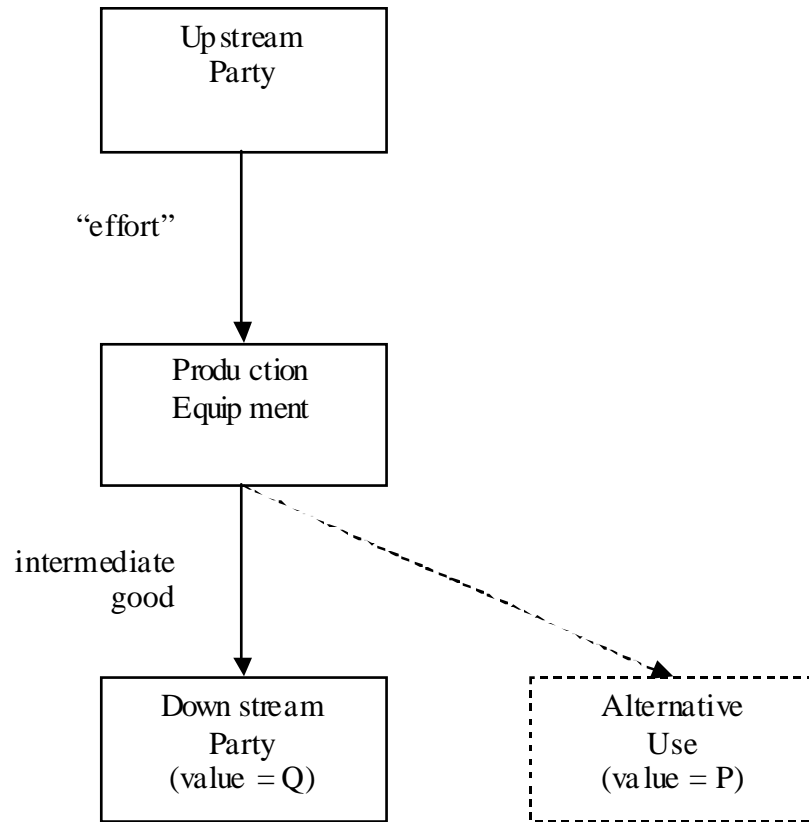 Upstream
Party
“effort”
Production
Equipment
intermediate
good
Downstream
Party
(value = Q)
Alternative
Use
(value = P)